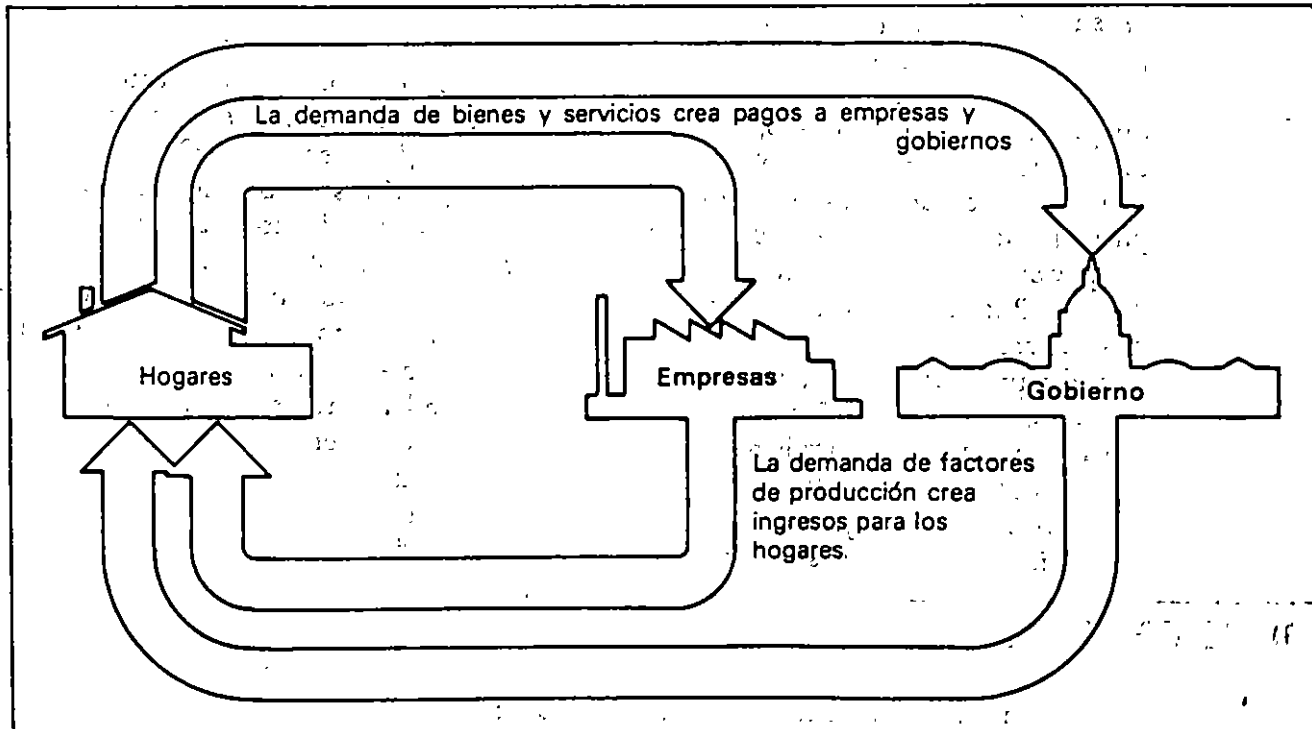 La demanda de bienes y servicios crea pagos a empresas y
gobiernos
Hogares
Empresas
Gobierno
La demanda de factores
de producción crea
ingresos para los
hogares.